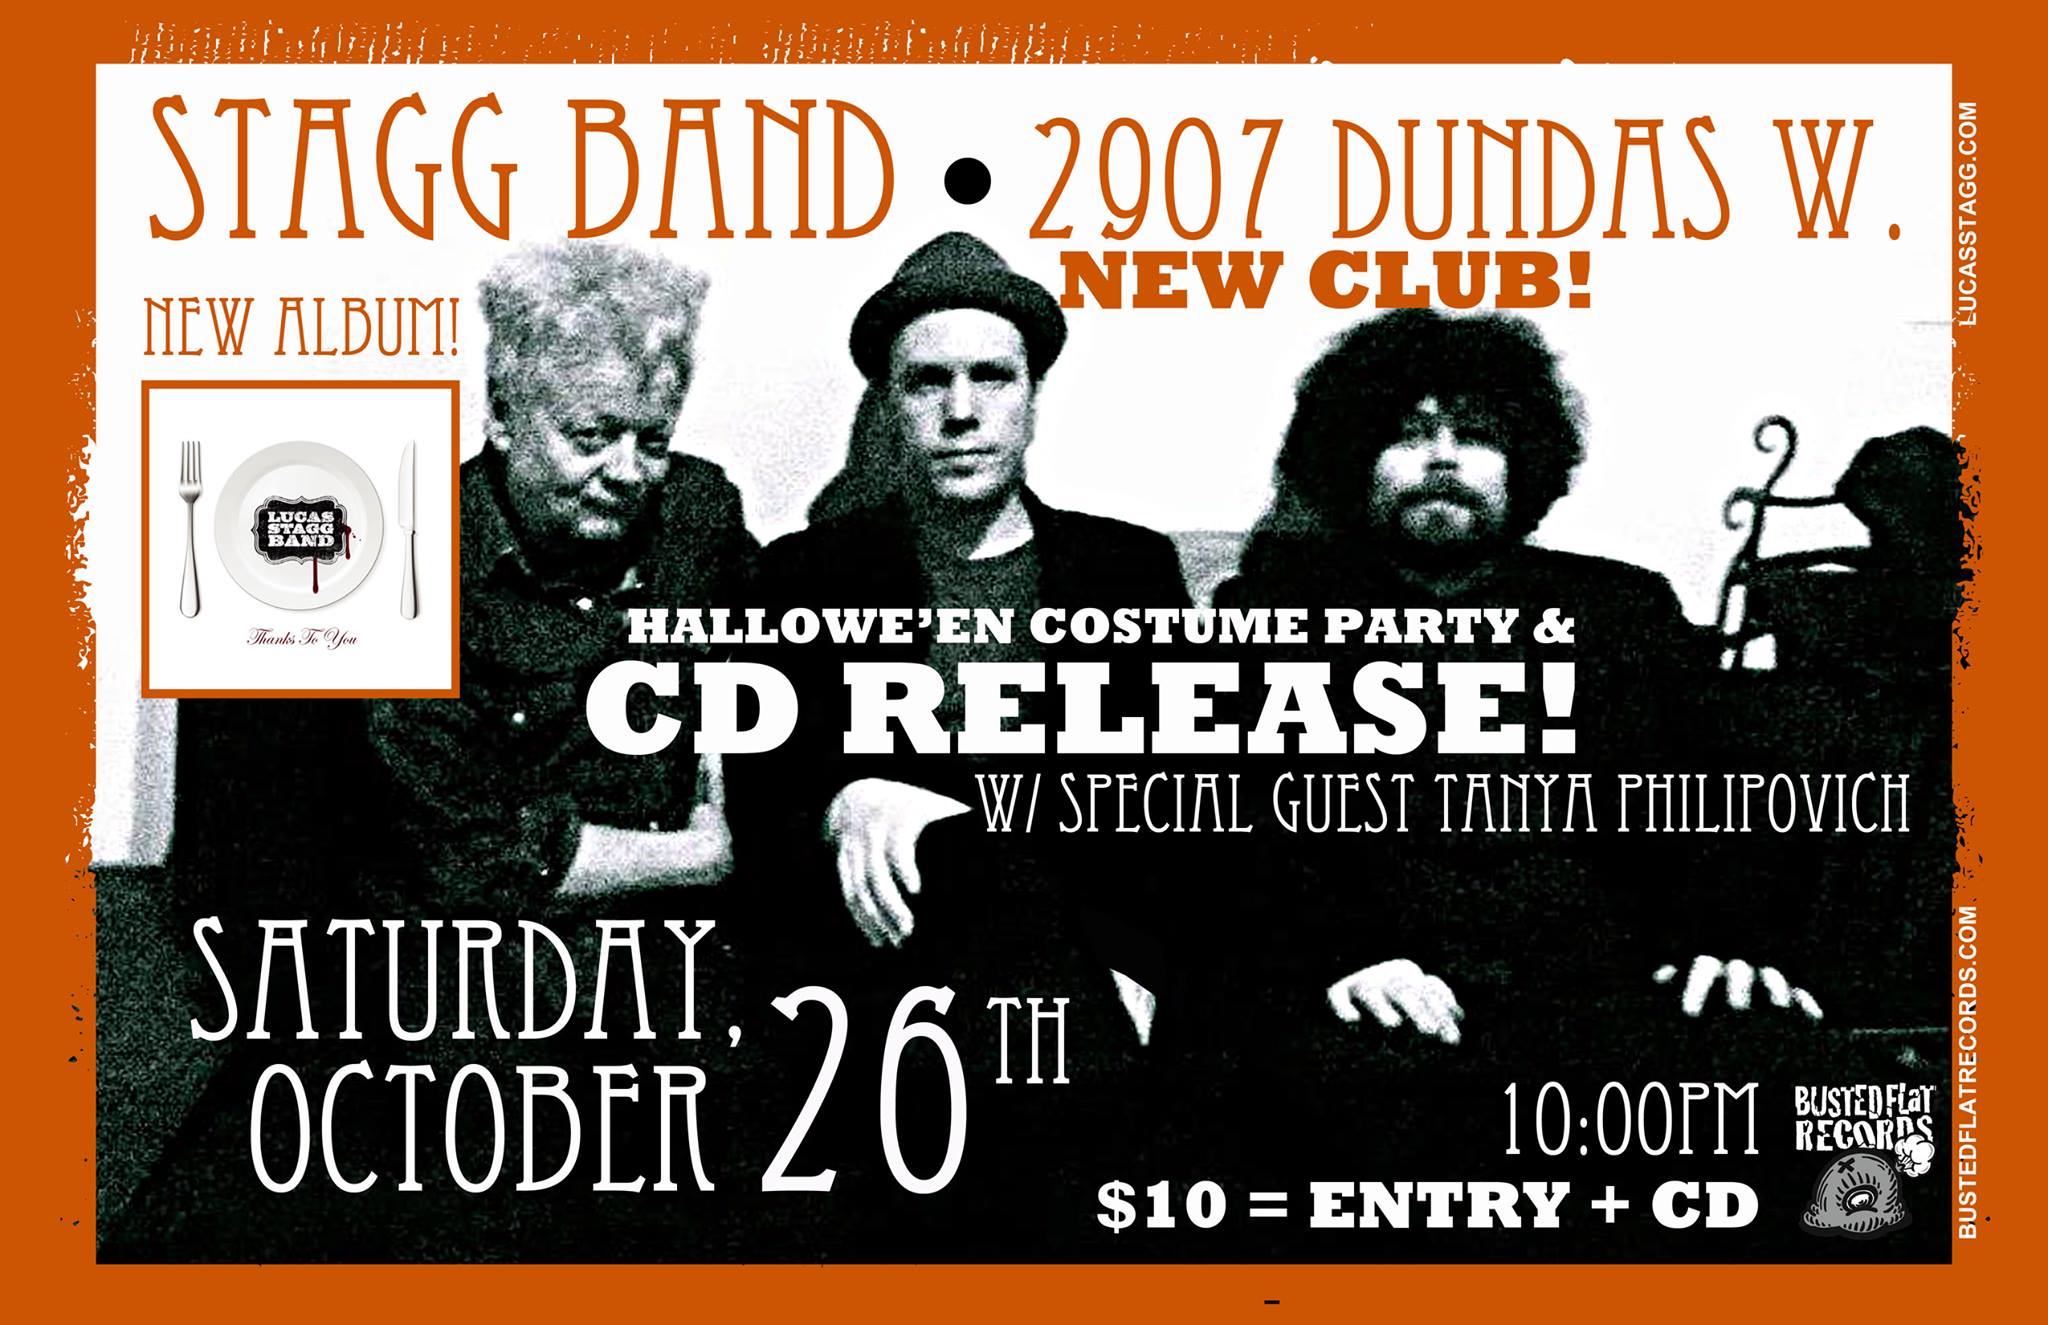 STAGG BAND • 2907 DUNDAS W.
NEW CLUB!
NEW ALBUM!
LUCAS
STAGG
BAND
Thanks To You
HALLOWE'EN COSTUME PARTY &
CD RELEASE!
W/ SPECIAL GUEST TANYA PHILIPOVICH
SATURDAY,
OCTOBER 26TH
10:00PM
$10 = ENTRY + CD
BUSTED FLaT
RECORDS
LUCASSTAGG.COM
BUSTEDFLATRECORDS.COM